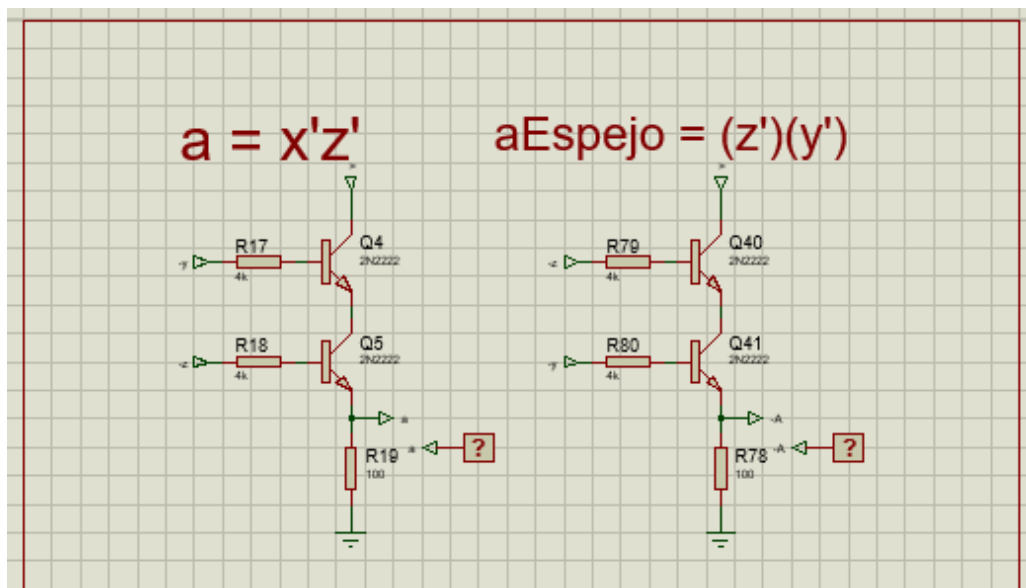 a = x'z'
aEspejo = (z')(y')
R17
4k
Q4
2N2222
R79
4k
Q40
2N2222
-y
-z
R18
4k
Q5
2N2222
R80
4k
Q41
2N2222
-z
-y
a
-A
R19
100
a
?
R78
100
-A
?